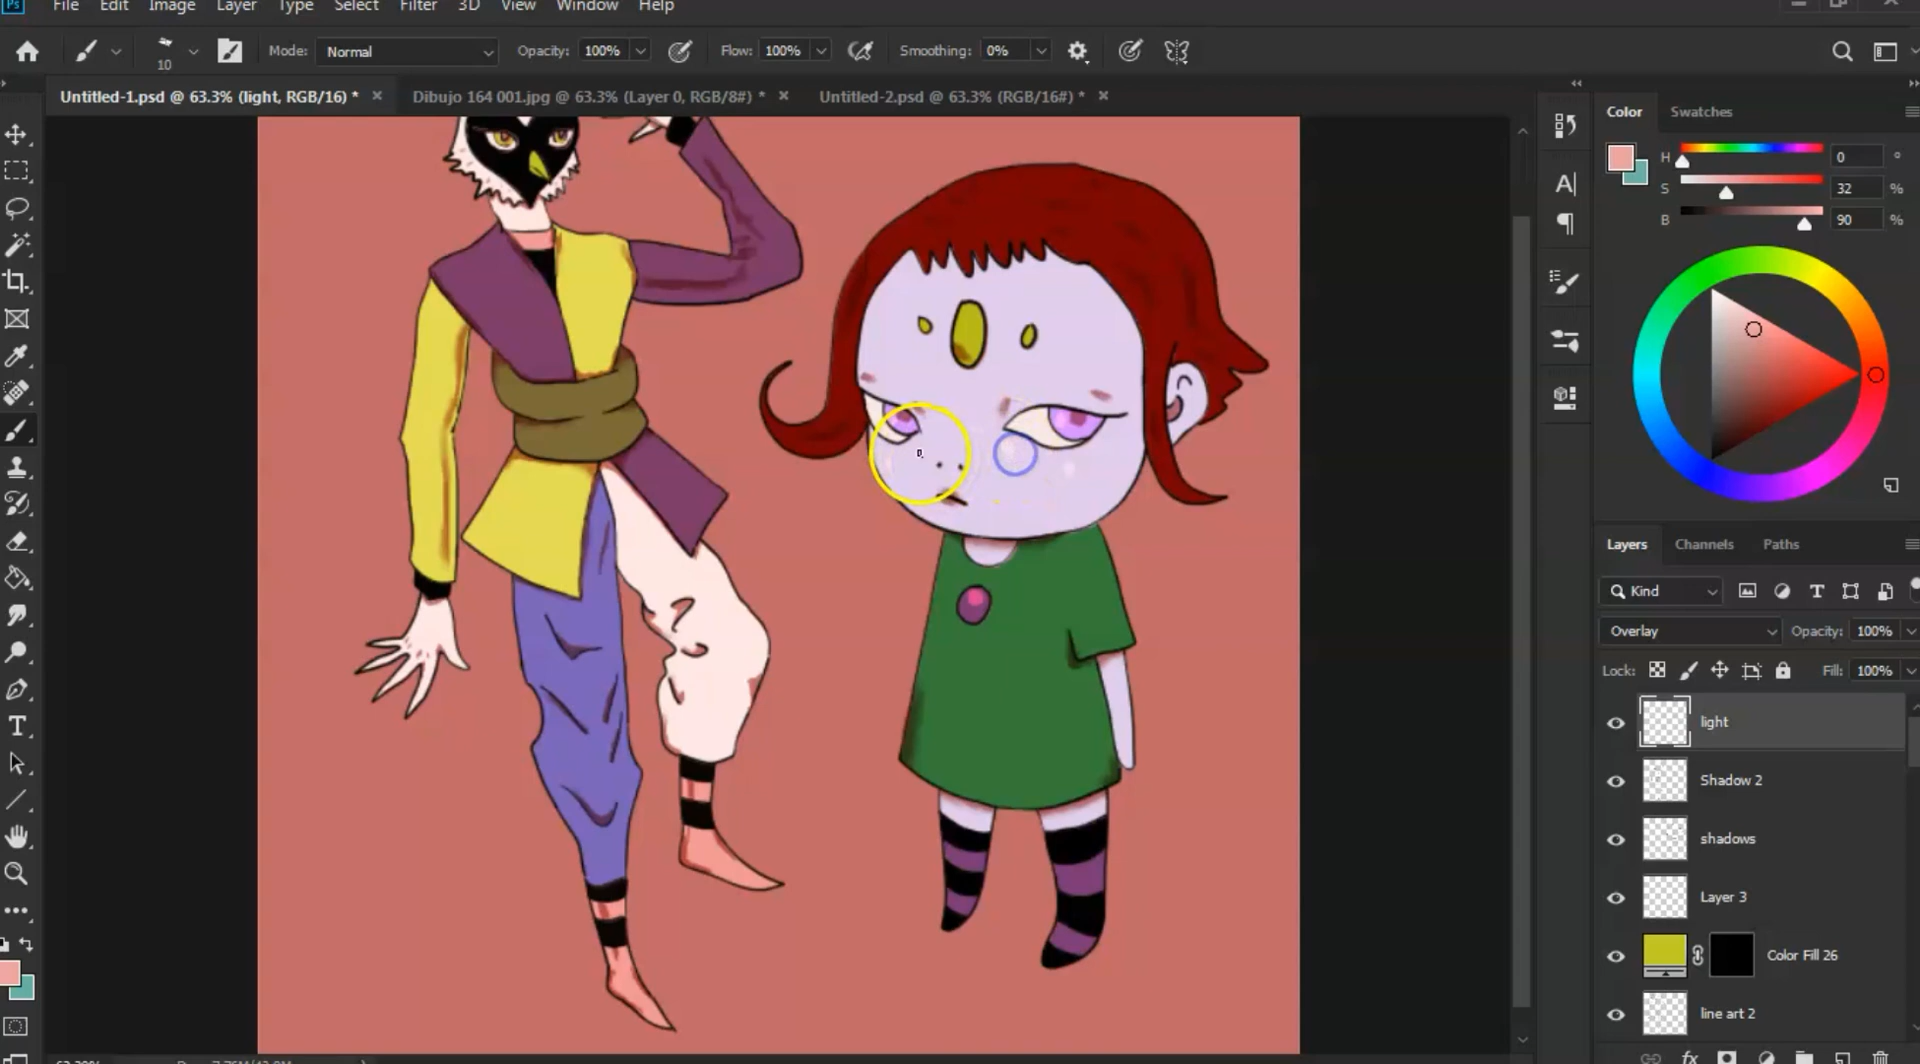 Ps File Edit Image Layer Type Select Filter 3D View Window Help
10 Mode: Normal Opacity: 100% Flow: 100% Smoothing: 0%
Untitled-1.psd @ 63.3% (light, RGB/16) * × Dibujo 164 001.jpg @ 63.3% (Layer 0, RGB/8#) * × Untitled-2.psd @ 63.3% (RGB/16#) * ×
Color Swatches
H 0 °
S 32 %
B 90 %
Layers Channels Paths
Kind
Overlay Opacity: 100%
Lock: Fill: 100%
light
Shadow 2
shadows
Layer 3
Color Fill 26
line art 2
fx